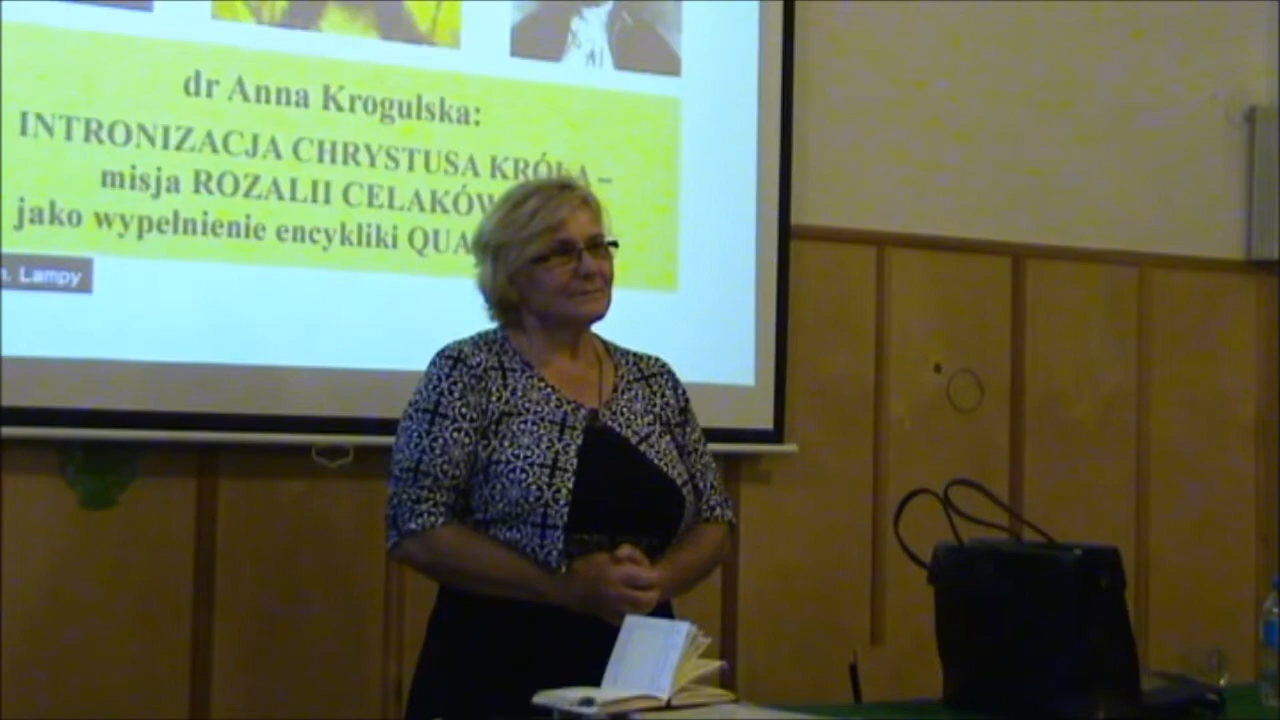 dr Anna Krogulska:
INTRONIZACJA CHRYSTUSA KRÓLA –
misja ROZALII
jako wypełnienie encykliki
Lampy